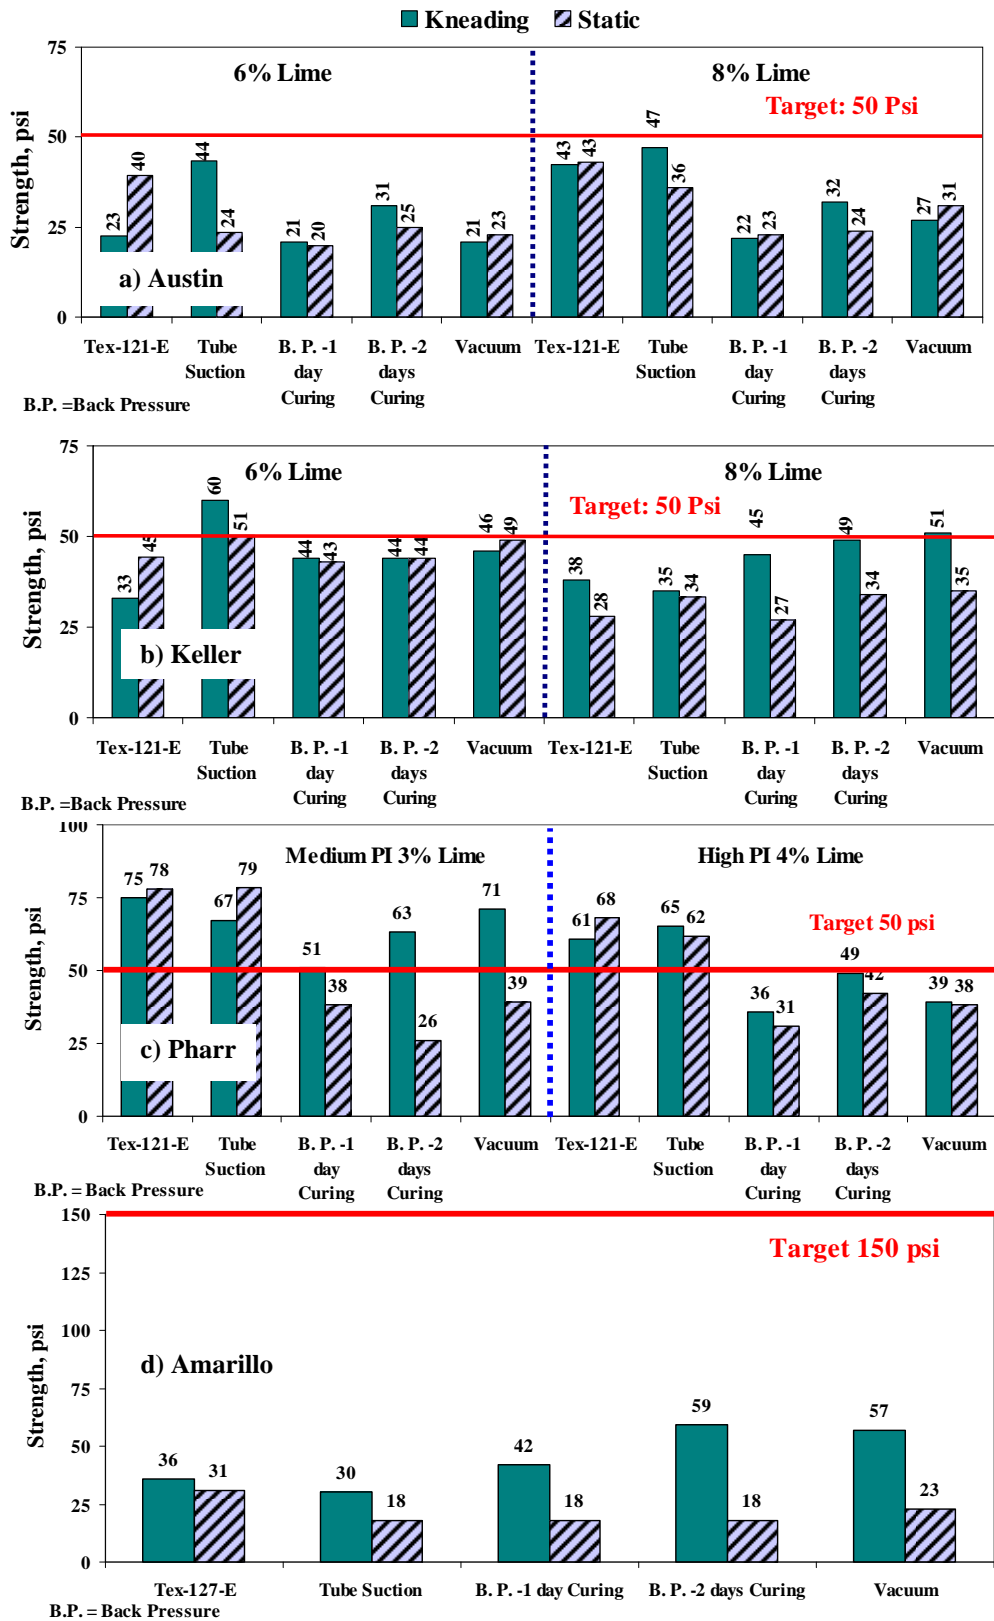 Kneading Static
75
6% Lime 8% Lime
Target: 50 Psi
Strength, psi
50
25
0
23 40 44 24 21 20 31 25 21 23 43 43 47 36 22 23 32 24 27 31
a) Austin
Tex-121-E Tube B. P. -1 B. P. -2 Vacuum Tex-121-E Tube B. P. -1 B. P. -2 Vacuum
Suction day days Suction day days
Curing Curing Curing Curing
B.P. =Back Pressure
75
6% Lime 8% Lime
Target: 50 Psi
Strength, psi
50
25
0
33 45 60 51 44 43 44 44 46 49 38 28 35 34 45 27 49 34 51 35
b) Keller
Tex-121-E Tube B. P. -1 B. P. -2 Vacuum Tex-121-E Tube B. P. -1 B. P. -2 Vacuum
Suction day days Suction day days
Curing Curing Curing Curing
B.P. =Back Pressure
100
Medium PI 3% Lime High PI 4% Lime
Target 50 psi
Strength, psi
75
50
25
0
75 78 67 79 51 38 63 26 71 39 61 68 65 62 36 31 49 42 39 38
c) Pharr
Tex-121-E Tube B. P. -1 B. P. -2 Vacuum Tex-121-E Tube B. P. -1 B. P. -2 Vacuum
Suction day days Suction day days
Curing Curing Curing Curing
B.P. = Back Pressure
150
Target 150 psi
Strength, psi
125
100
75
50
25
0
d) Amarillo
36 31 30 18 42 18 59 18 57 23
Tex-127-E Tube Suction B. P. -1 day Curing B. P. -2 days Curing Vacuum
B.P. = Back Pressure